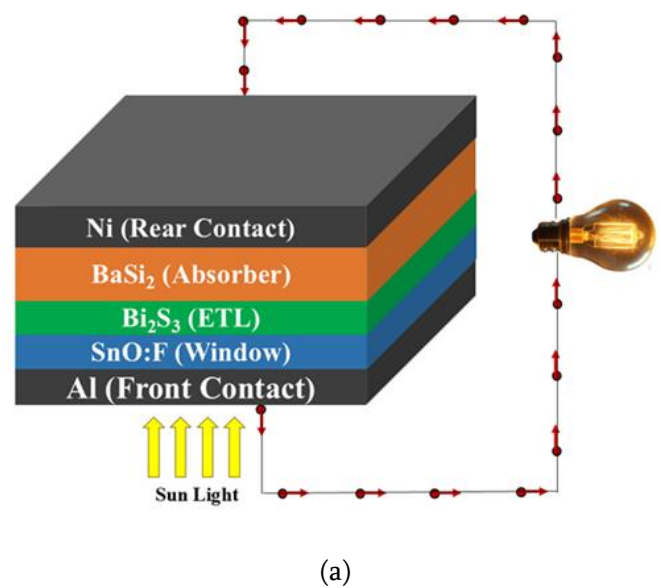 Ni (Rear Contact)
BaSi₂ (Absorber)
Bi₂S₃ (ETL)
SnO:F (Window)
Al (Front Contact)
Sun Light
(a)